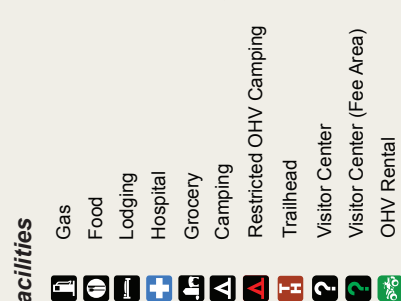 acilities
Gas
Food
Lodging
Hospital
Grocery
Camping
Restricted OHV Camping
Trailhead
Visitor Center
? Visitor Center (Fee Area)
OHV Rental